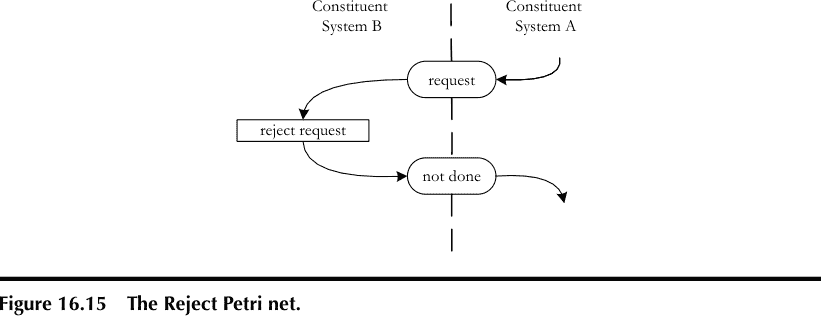 Constituent
System B
Constituent
System A
request
reject request
not done
Figure 16.15 The Reject Petri net.